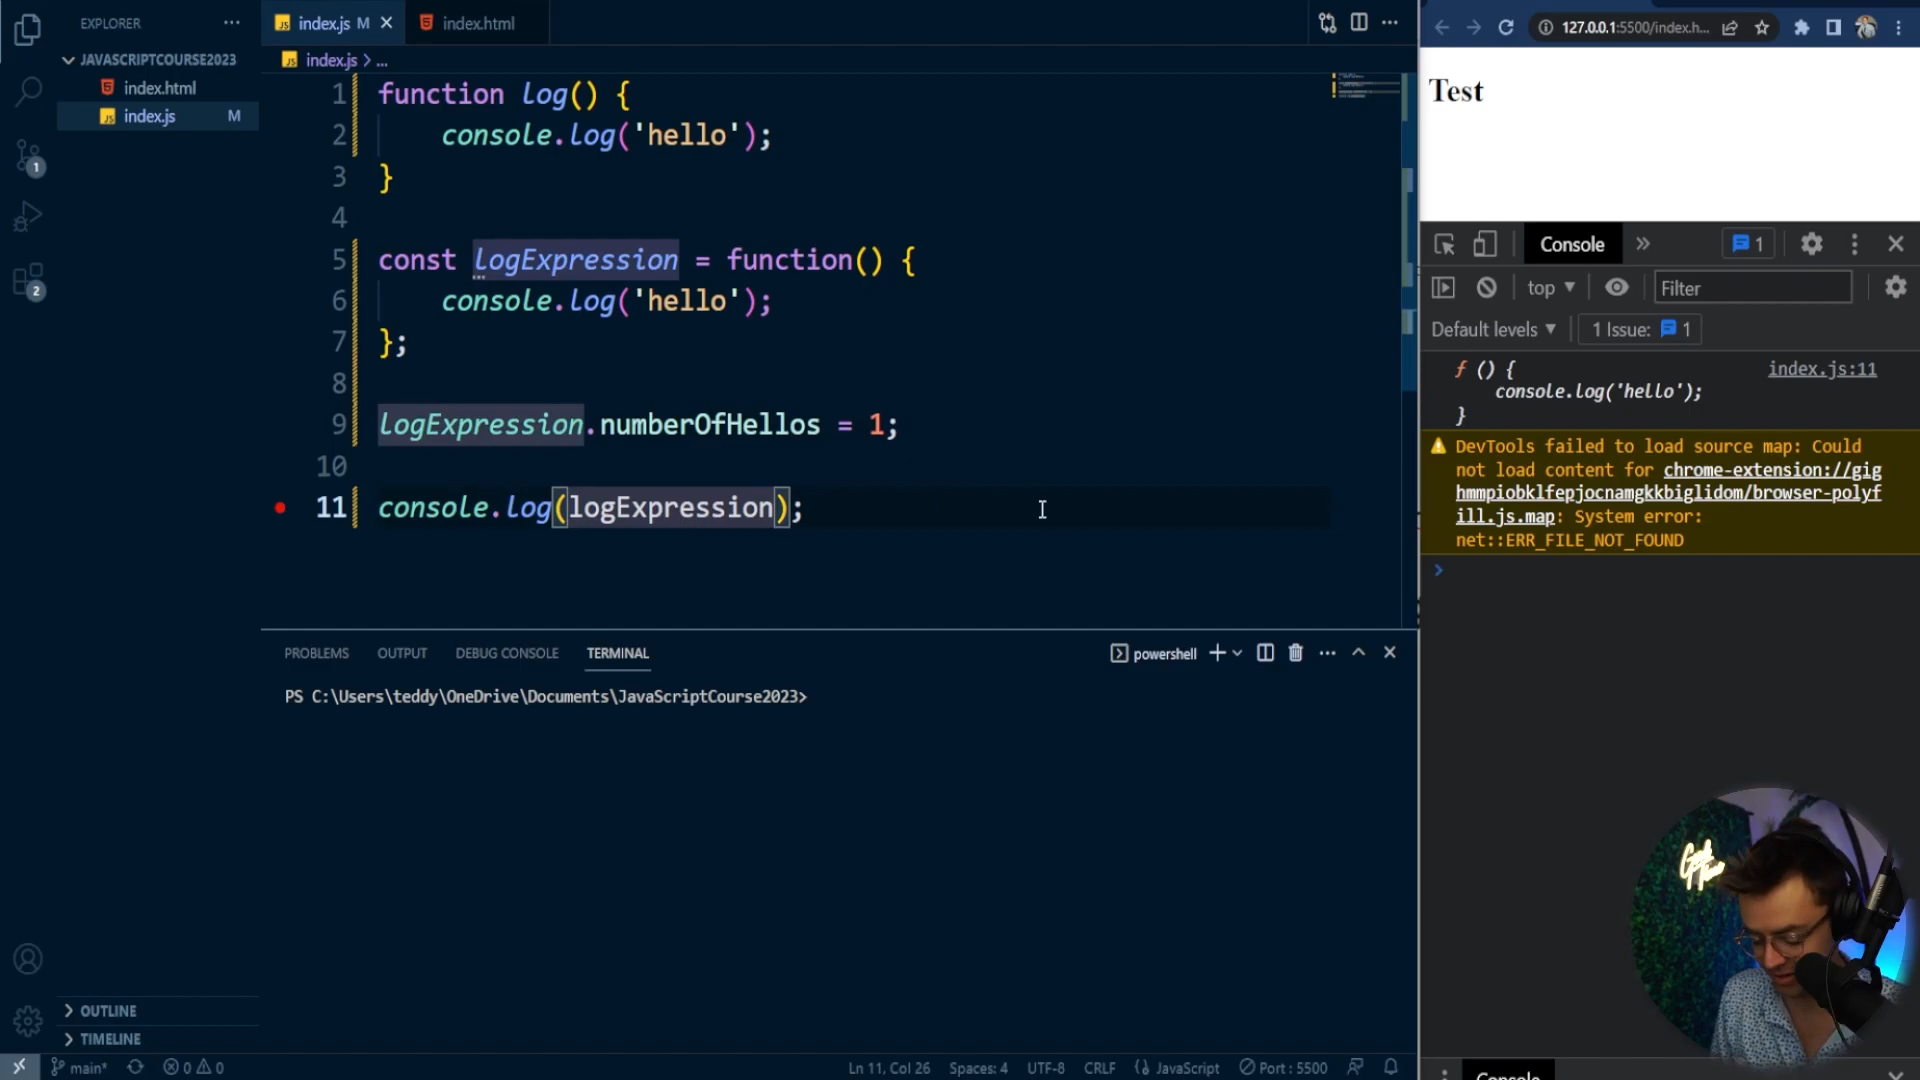 EXPLORER
JAVASCRIPTCOURSE2023
index.html
index.js M
1
2
OUTLINE
TIMELINE
index.js M
index.html
index.js > ...
1 function log() {
2 console.log('hello');
3 }
4
5 const logExpression = function() {
6 console.log('hello');
7 };
8
9 logExpression.numberOfHellos = 1;
10
11 console.log(logExpression);
PROBLEMS OUTPUT DEBUG CONSOLE TERMINAL
powershell
PS C:\Users\teddy\OneDrive\Documents\JavaScriptCourse2023>
main* 0 0 Ln 11, Col 26 Spaces: 4 UTF-8 CRLF JavaScript Port : 5500
127.0.0.1:5500/index.h...
Test
Console 1
top Filter
Default levels 1 Issue: 1
f () { index.js:11
console.log('hello');
}
DevTools failed to load source map: Could
not load content for chrome-extension://gig
hmmpiobklfepjocnamgkkbiglidom/browser-polyf
ill.js.map: System error:
net::ERR_FILE_NOT_FOUND
Console